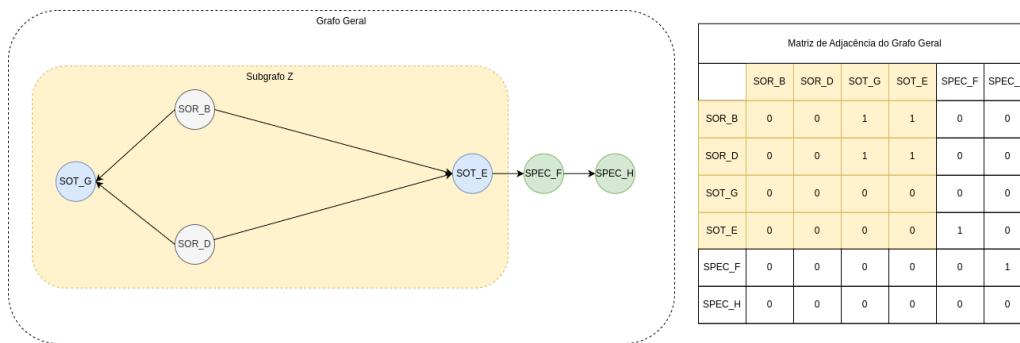 Grafo Geral
Subgrafo Z
SOR_B
SOT_G
SOT_E
SPEC_F
SPEC_H
SOR_D
Matriz de Adjacência do Grafo Geral
SOR_B SOR_D SOT_G SOT_E SPEC_F SPEC_
SOR_B 0 0 1 1 0 0
SOR_D 0 0 1 1 0 0
SOT_G 0 0 0 0 0 0
SOT_E 0 0 0 0 1 0
SPEC_F 0 0 0 0 0 1
SPEC_H 0 0 0 0 0 0